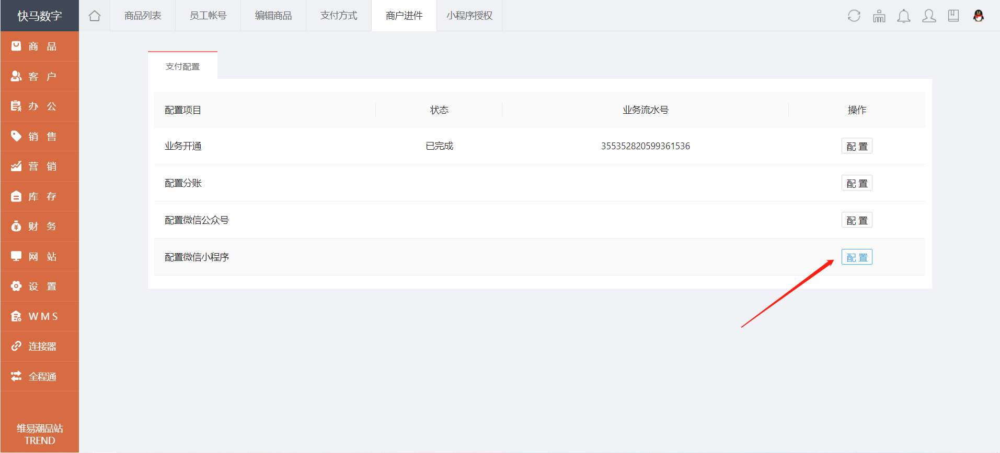 快马数字
商品列表 员工帐号 编辑商品 支付方式 商户进件 小程序授权
商 品
客 户
办 公
销 售
营 销
库 存
财 务
网 站
设 置
WMS
连接器
全程通
维易潮品站
TREND
支付配置
配置项目 状态 业务流水号 操作
业务开通 已完成 355352820599361536 配 置
配置分账 配 置
配置微信公众号 配 置
配置微信小程序 配 置